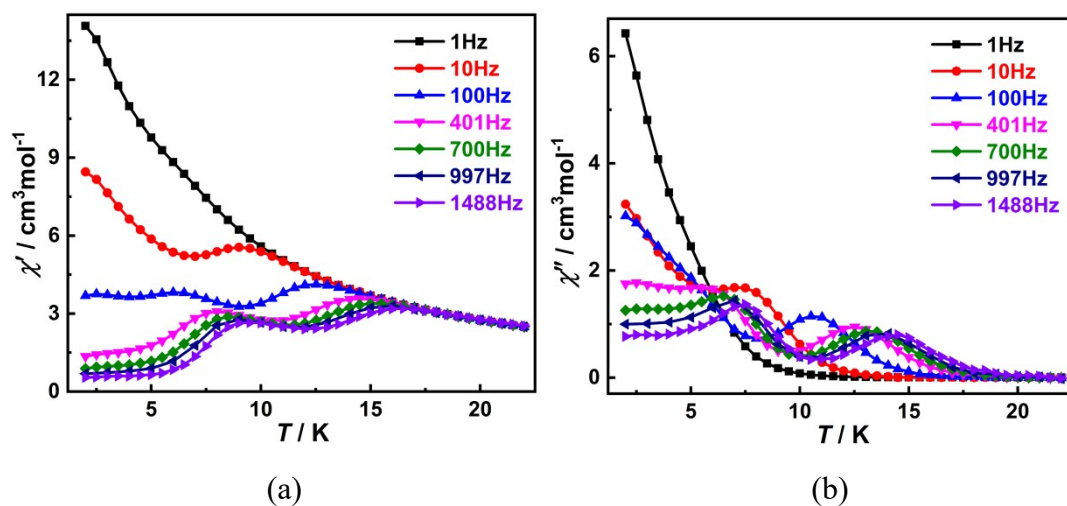 1Hz
10Hz
100Hz
401Hz
700Hz
997Hz
1488Hz
12
9
6
3
0
5
10
15
20
χ′ / cm³mol⁻¹
T / K
(a)
1Hz
10Hz
100Hz
401Hz
700Hz
997Hz
1488Hz
6
4
2
0
5
10
15
20
χ″ / cm³mol⁻¹
T / K
(b)